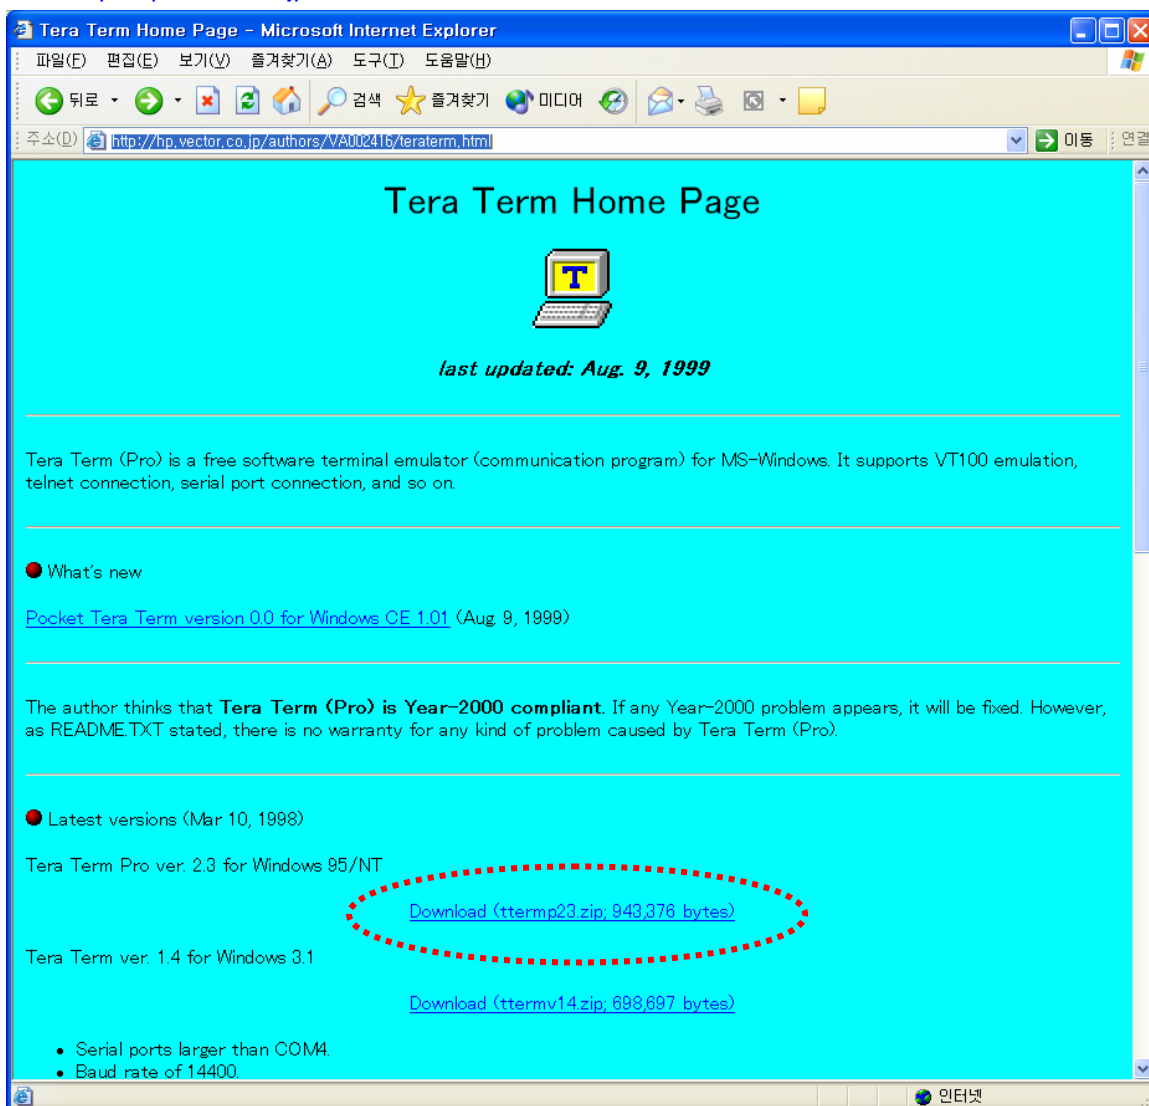 Tera Term Home Page - Microsoft Internet Explorer
파일(F) 편집(E) 보기(V) 즐겨찾기(A) 도구(T) 도움말(H)
뒤로 검색 즐겨찾기 미디어
주소(D) http://hp.vector.co.jp/authors/VA002416/teraterm.html 이동 연결
Tera Term Home Page
T
last updated: Aug. 9, 1999
Tera Term (Pro) is a free software terminal emulator (communication program) for MS-Windows. It supports VT100 emulation,
telnet connection, serial port connection, and so on.
What's new
Pocket Tera Term version 0.0 for Windows CE 1.01 (Aug. 9, 1999)
The author thinks that Tera Term (Pro) is Year-2000 compliant. If any Year-2000 problem appears, it will be fixed. However,
as README.TXT stated, there is no warranty for any kind of problem caused by Tera Term (Pro).
Latest versions (Mar 10, 1998)
Tera Term Pro ver. 2.3 for Windows 95/NT
Download (ttermp23.zip; 943,376 bytes)
Tera Term ver. 1.4 for Windows 3.1
Download (ttermv14.zip; 698,697 bytes)
• Serial ports larger than COM4.
• Baud rate of 14400.
인터넷